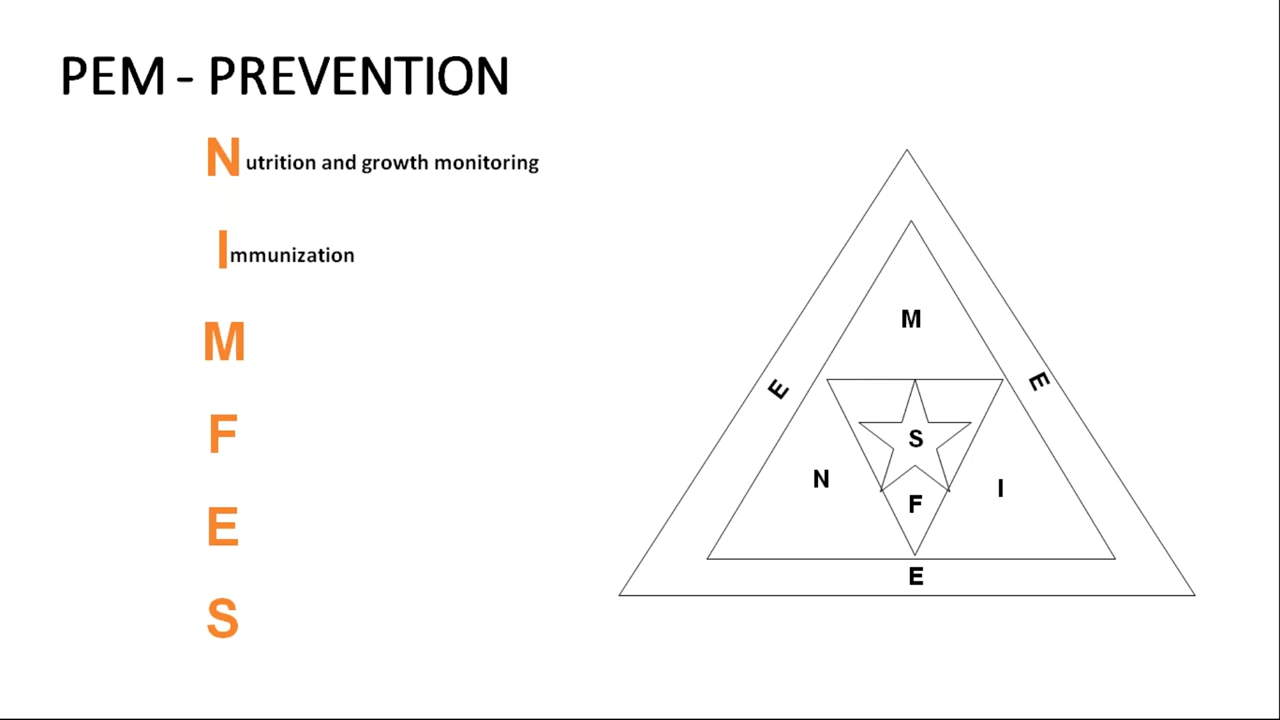 PEM - PREVENTION
Nutrition and growth monitoring
Immunization
M
F
E
S
M
E
E
S
N
I
F
E